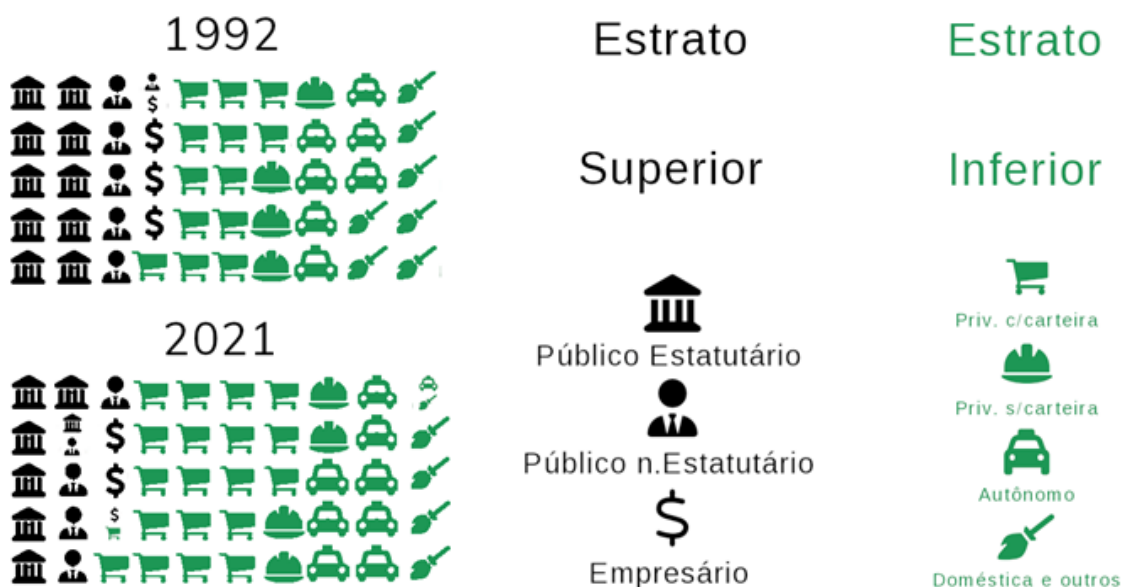 1992
2021
Estrato
Superior
Público Estatutário
Público n.Estatutário
Empresário
Estrato
Inferior
Priv. c/carteira
Priv. s/carteira
Autônomo
Doméstica e outros